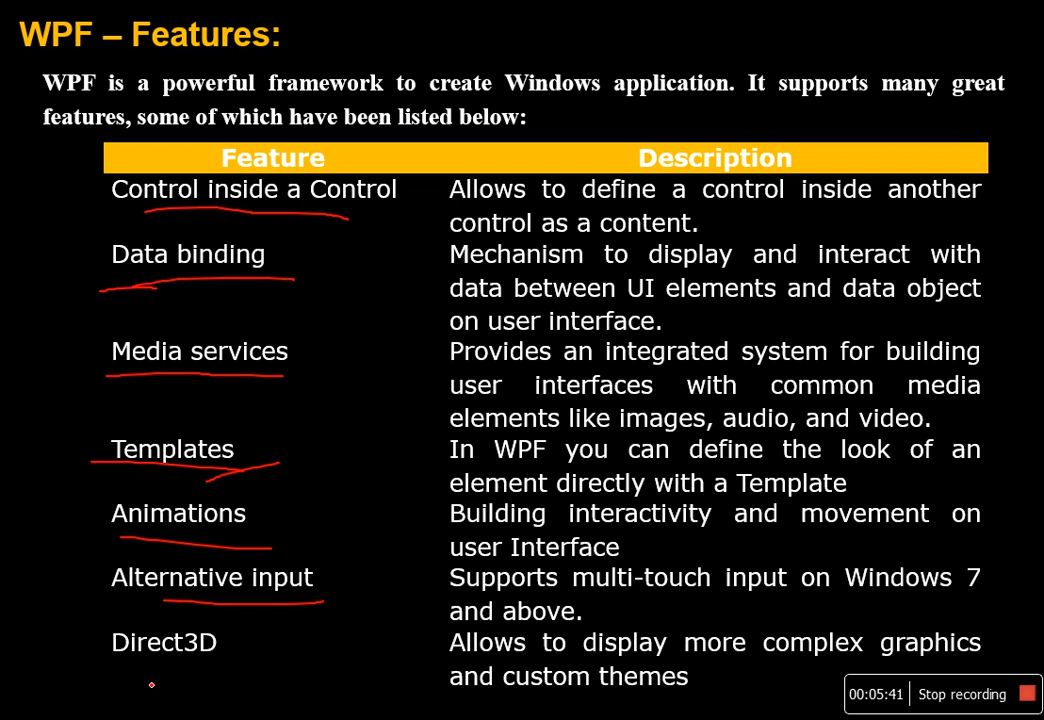 WPF – Features:
WPF is a powerful framework to create Windows application. It supports many great
features, some of which have been listed below:
Feature Description
Control inside a Control Allows to define a control inside another
control as a content.
Data binding Mechanism to display and interact with
data between UI elements and data object
on user interface.
Media services Provides an integrated system for building
user interfaces with common media
elements like images, audio, and video.
Templates In WPF you can define the look of an
element directly with a Template
Animations Building interactivity and movement on
user Interface
Alternative input Supports multi-touch input on Windows 7
and above.
Direct3D Allows to display more complex graphics
and custom themes
00:05:41 Stop recording